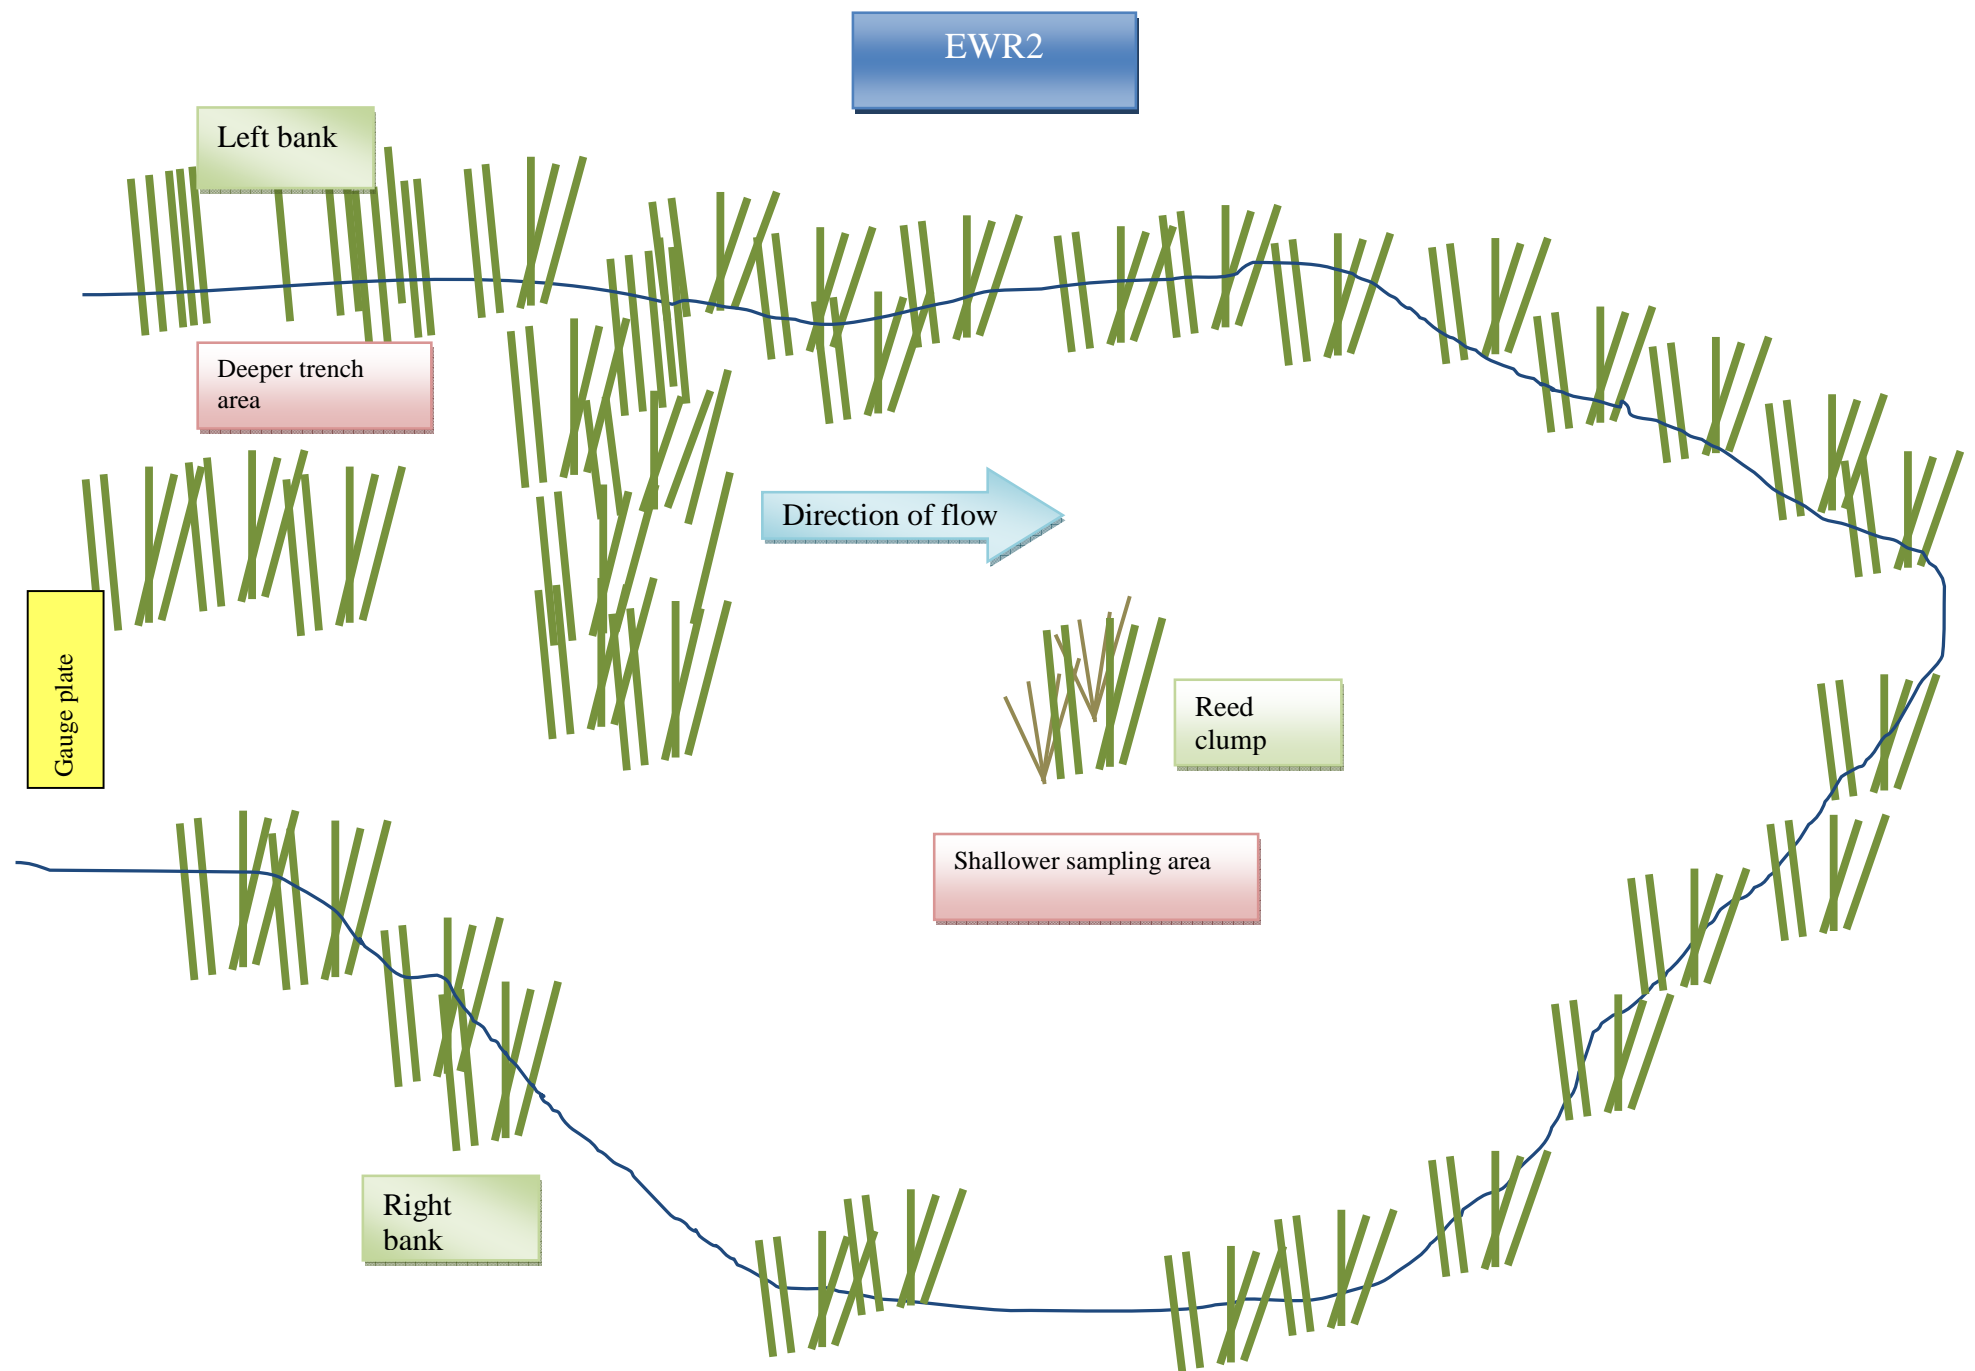 EWR2
Left bank
Deeper trench
area
Direction of flow
Gauge plate
Reed
clump
Shallower sampling area
Right
bank